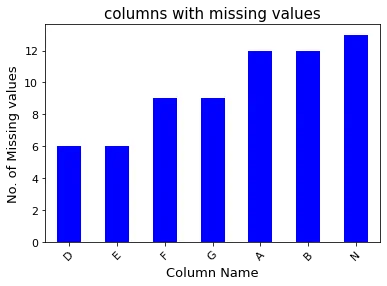 columns with missing values
No. of Missing values
12
10
8
6
4
2
0
D E F G A B N
Column Name